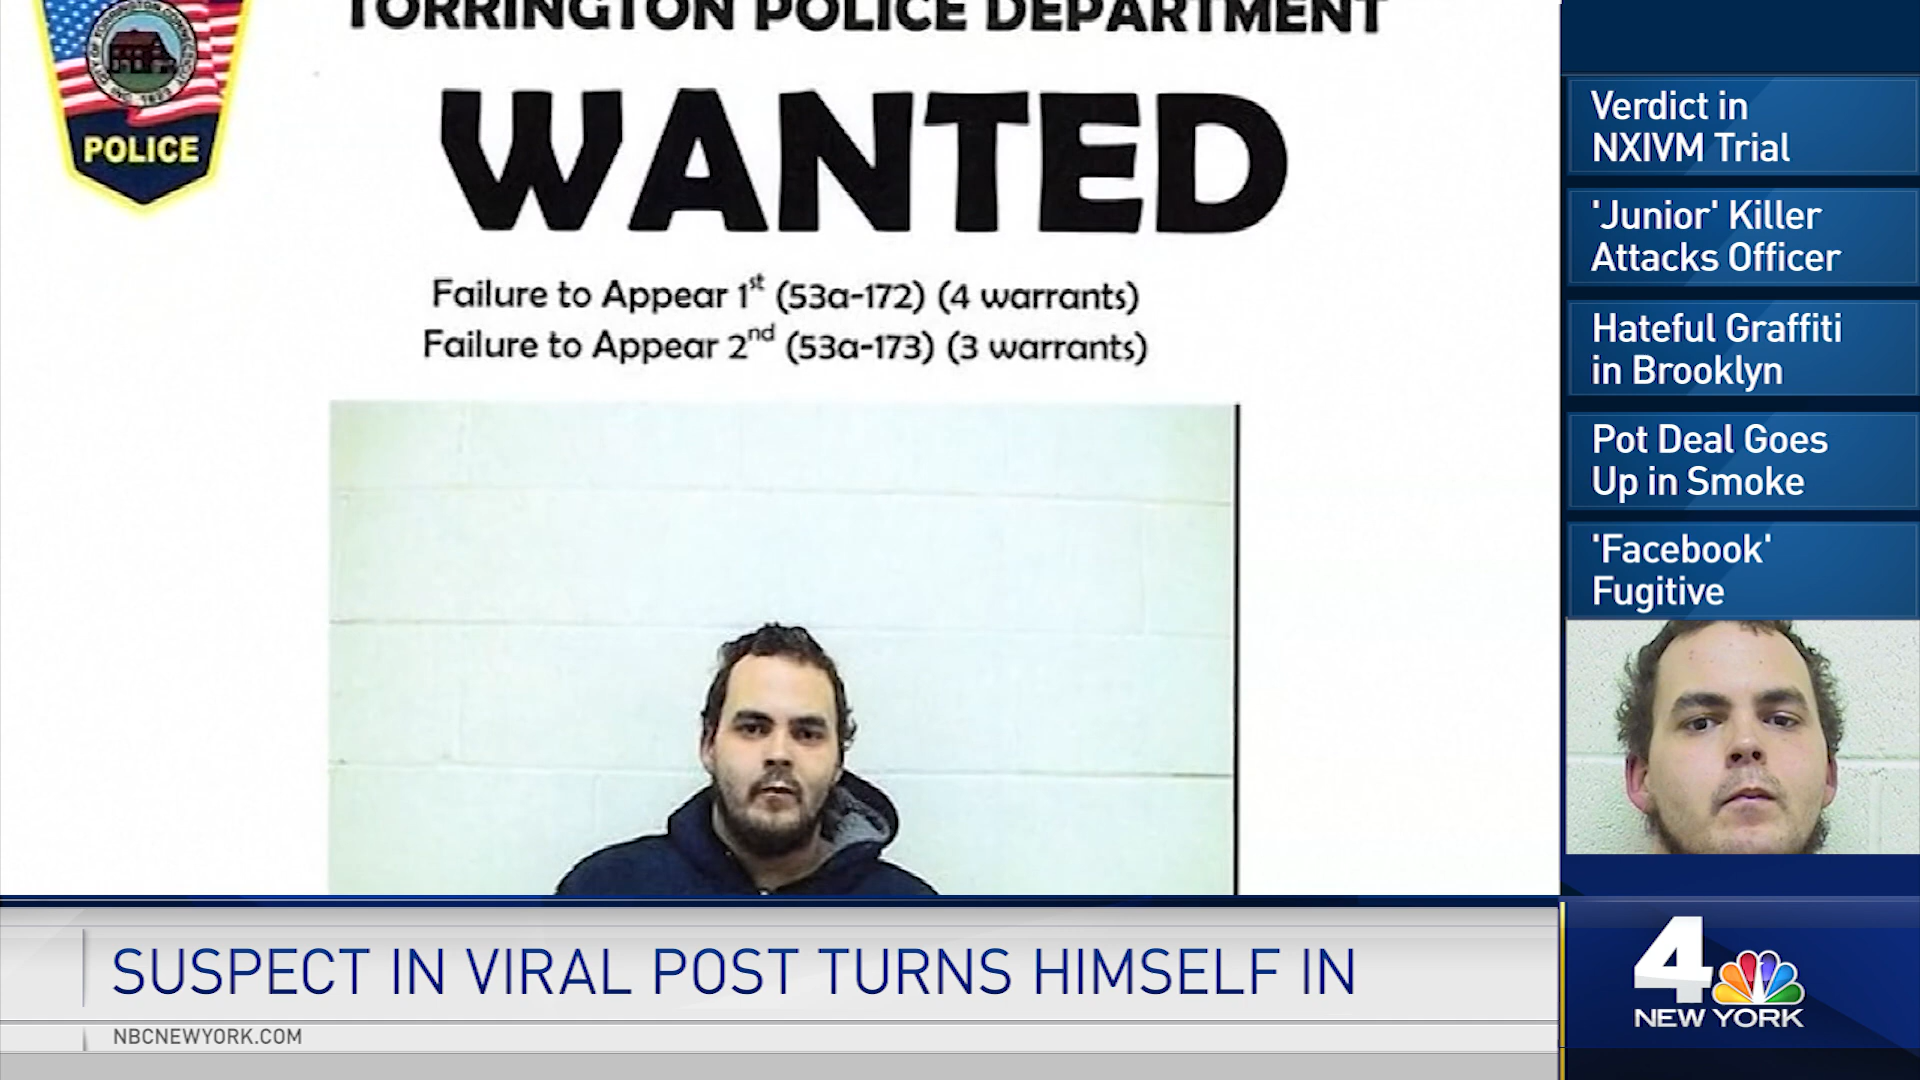 TORRINGTON POLICE DEPARTMENT
POLICE
WANTED
Failure to Appear 1st (53a-172) (4 warrants)
Failure to Appear 2nd (53a-173) (3 warrants)
Verdict in
NXIVM Trial
'Junior' Killer
Attacks Officer
Hateful Graffiti
in Brooklyn
Pot Deal Goes
Up in Smoke
'Facebook'
Fugitive
SUSPECT IN VIRAL POST TURNS HIMSELF IN
NBCNEWYORK.COM
4
NEW YORK